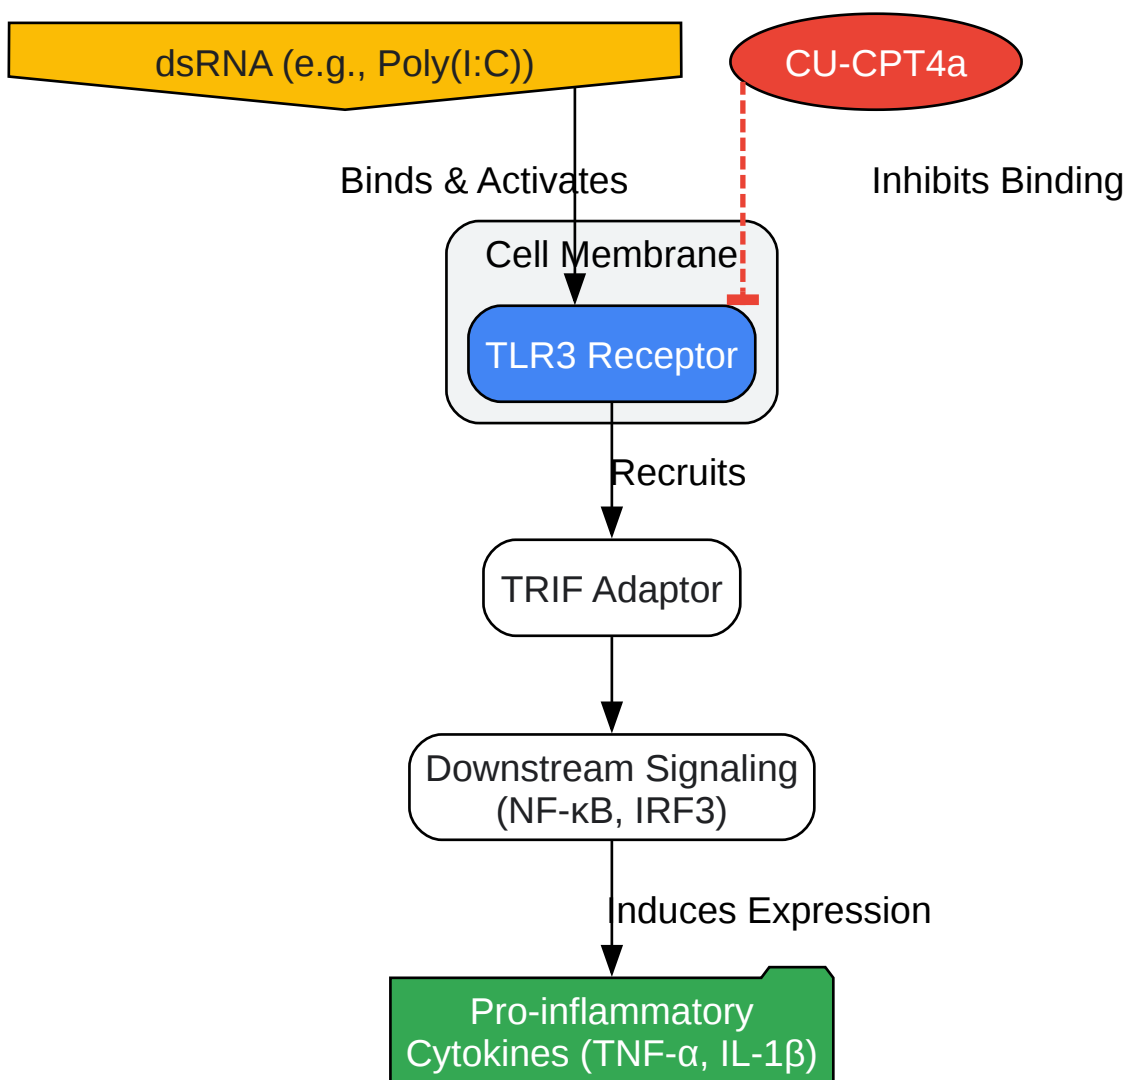 dsRNA (e.g., Poly(I:C))
CU-CPT4a
Binds & Activates
Inhibits Binding
Cell Membrane
TLR3 Receptor
Recruits
TRIF Adaptor
Downstream Signaling
(NF-κB, IRF3)
Induces Expression
Pro-inflammatory
Cytokines (TNF-α, IL-1β)